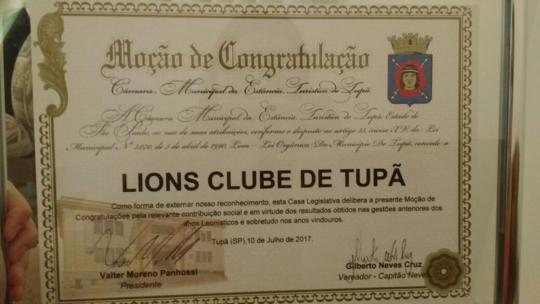 Moção de Congratulação
Câmara Municipal da Estância Turística de Tupã
A Câmara Municipal da Estância Turística de Tupã, Estado de
São Paulo, no uso de suas atribuições, conforme o disposto no artigo
Municipal Nº de 5 de abril de 1990, Lom - Lei Orgânica Do Município De Tupã, concede a
LIONS CLUBE DE TUPÃ
Como forma de externar nosso reconhecimento, esta Casa Legislativa delibera a presente Moção de
Congratulações pela relevante contribuição social e em virtude dos resultados obtidos nas gestões anteriores dos
anos Leonísticos e sobretudo nos anos vindouros.
Tupã (SP),10 de Julho de 2017.
Valter Moreno Panhossi
Presidente
Gilberto Neves Cruz
Vereador - Capitão Neves